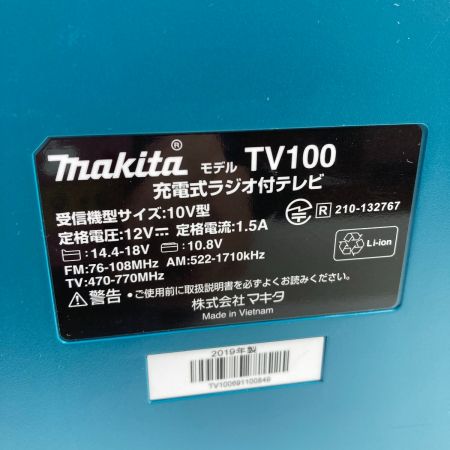 makita® モデル TV100
充電式ラジオ付テレビ
受信機型サイズ:10V型
定格電圧:12V⎓ 定格電流:1.5A
:14.4-18V :10.8V
FM:76-108MHz AM:522-1710kHz
TV:470-770MHz
R 210-132767
Li-ion
⚠警告 ・ご使用前に取扱説明書を必ずよくお読みください。
株式会社 マキタ
Made in Vietnam
2019年製
TV100691100849